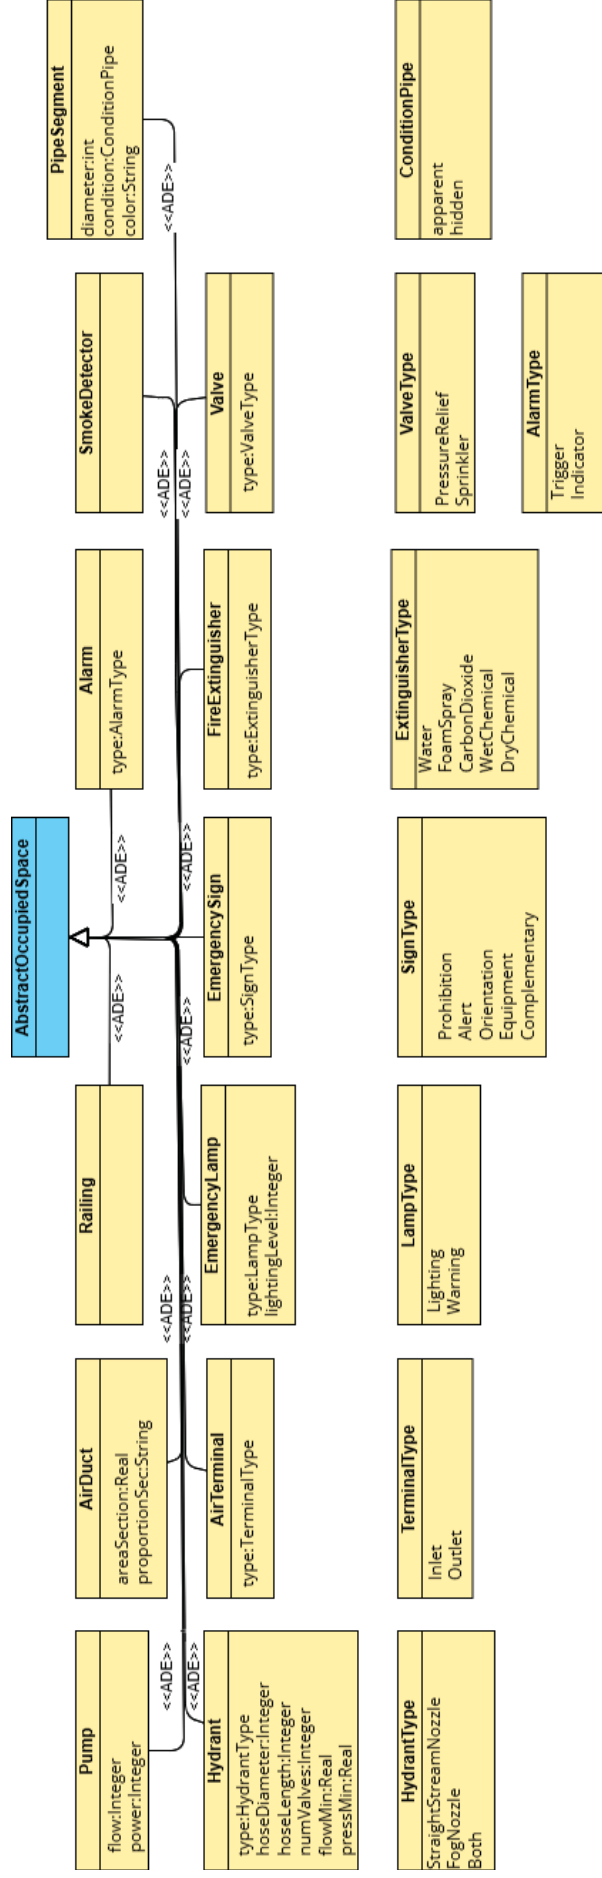 AbstractOccupiedSpace
Pump
flow:Integer
power:Integer
AirDuct
areaSection:Real
proportionSec:String
Railing
Alarm
type:AlarmType
SmokeDetector
PipeSegment
diameter:int
condition:ConditionPipe
color:String
<<ADE>>
<<ADE>>
<<ADE>>
<<ADE>>
<<ADE>>
<<ADE>>
<<ADE>>
<<ADE>>
<<ADE>>
<<ADE>>
<<ADE>>
Hydrant
type:HydrantType
hoseDiameter:Integer
hoseLength:Integer
numValves:Integer
flowMin:Real
pressMin:Real
AirTerminal
type:TerminalType
EmergencyLamp
type:LampType
lightingLevel:Integer
EmergencySign
type:SignType
FireExtinguisher
type:ExtinguisherType
Valve
type:ValveType
HydrantType
StraightStreamNozzle
FogNozzle
Both
TerminalType
Inlet
Outlet
LampType
Lighting
Warning
SignType
Prohibition
Alert
Orientation
Equipment
Complementary
ExtinguisherType
Water
FoamSpray
CarbonDioxide
WetChemical
DryChemical
ValveType
PressureRelief
Sprinkler
ConditionPipe
apparent
hidden
AlarmType
Trigger
Indicator